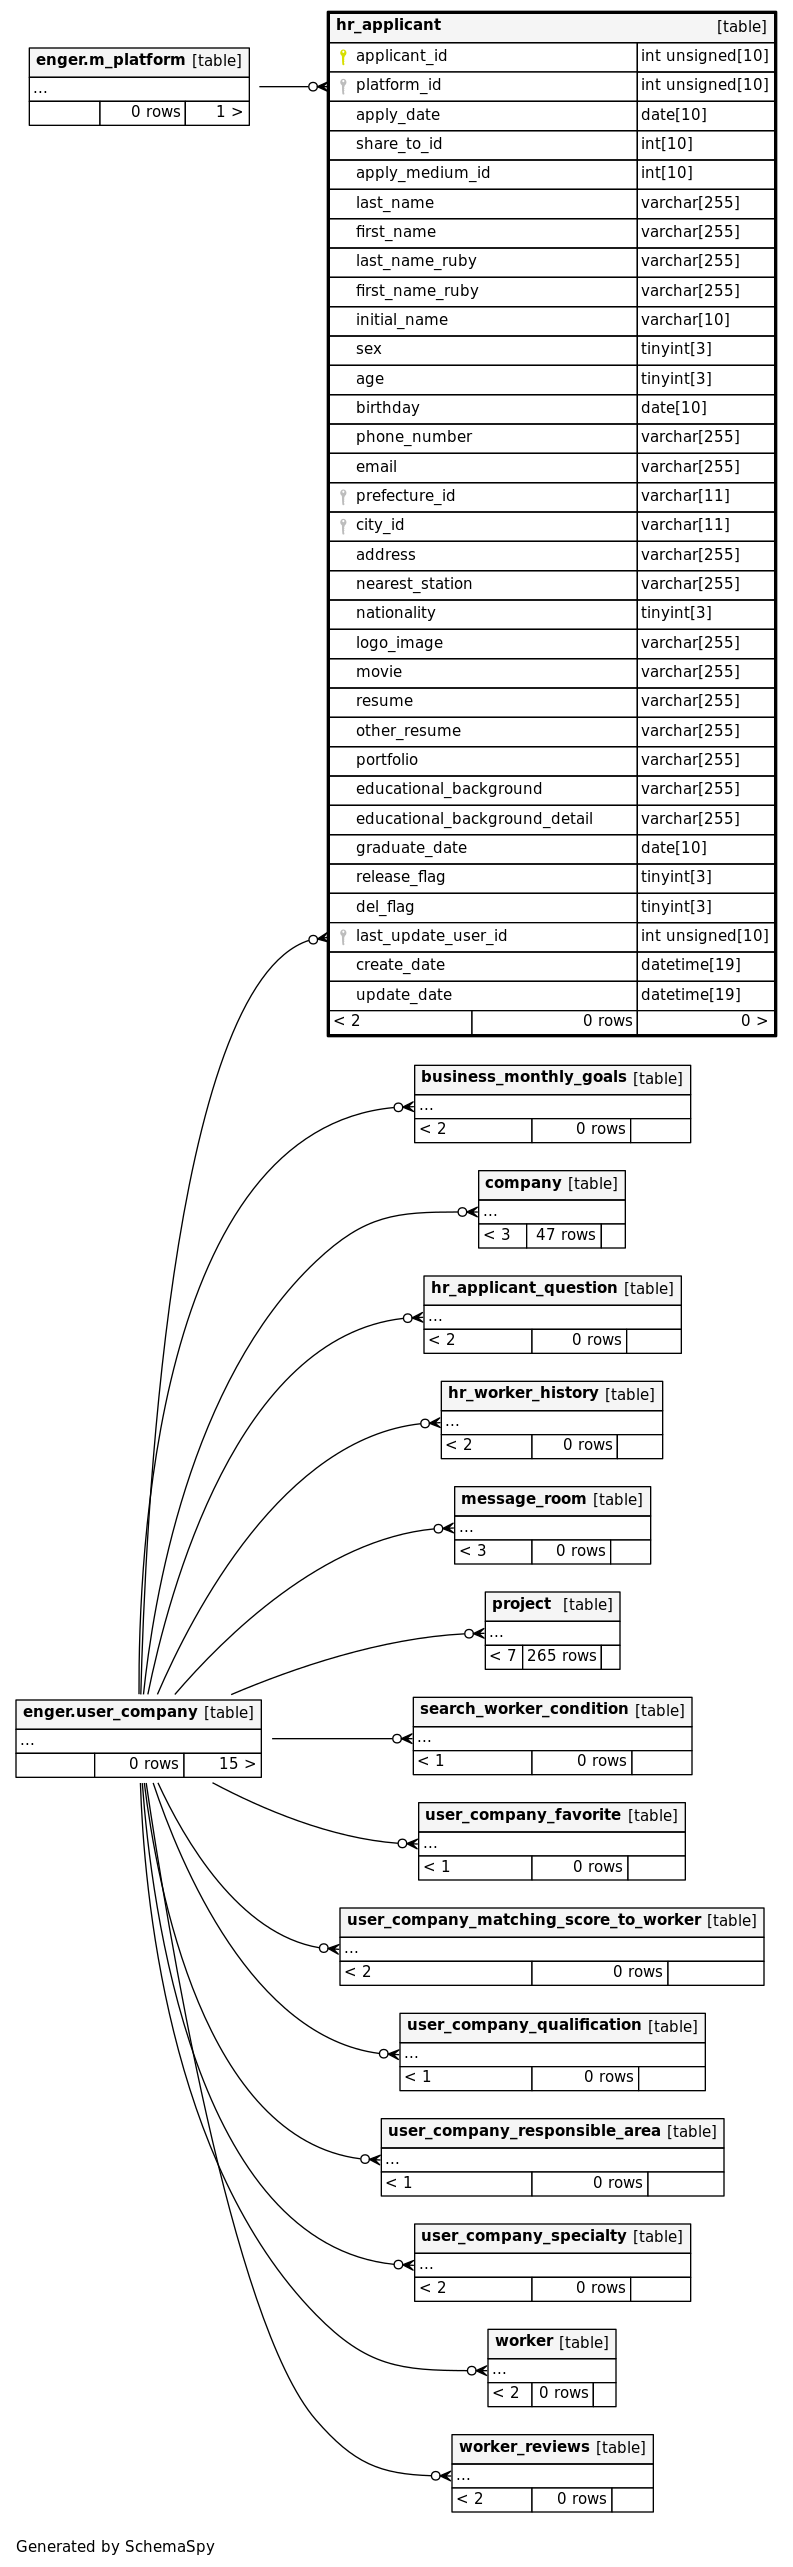 hr_applicant [table]
applicant_id int unsigned[10]
platform_id int unsigned[10]
apply_date date[10]
share_to_id int[10]
apply_medium_id int[10]
last_name varchar[255]
first_name varchar[255]
last_name_ruby varchar[255]
first_name_ruby varchar[255]
initial_name varchar[10]
sex tinyint[3]
age tinyint[3]
birthday date[10]
phone_number varchar[255]
email varchar[255]
prefecture_id varchar[11]
city_id varchar[11]
address varchar[255]
nearest_station varchar[255]
nationality tinyint[3]
logo_image varchar[255]
movie varchar[255]
resume varchar[255]
other_resume varchar[255]
portfolio varchar[255]
educational_background varchar[255]
educational_background_detail varchar[255]
graduate_date date[10]
release_flag tinyint[3]
del_flag tinyint[3]
last_update_user_id int unsigned[10]
create_date datetime[19]
update_date datetime[19]
< 2 0 rows 0 >
enger.m_platform [table]
...
0 rows 1 >
business_monthly_goals [table]
...
< 2 0 rows
company [table]
...
< 3 47 rows
hr_applicant_question [table]
...
< 2 0 rows
hr_worker_history [table]
...
< 2 0 rows
message_room [table]
...
< 3 0 rows
project [table]
...
< 7 265 rows
enger.user_company [table]
...
0 rows 15 >
search_worker_condition [table]
...
< 1 0 rows
user_company_favorite [table]
...
< 1 0 rows
user_company_matching_score_to_worker [table]
...
< 2 0 rows
user_company_qualification [table]
...
< 1 0 rows
user_company_responsible_area [table]
...
< 1 0 rows
user_company_specialty [table]
...
< 2 0 rows
worker [table]
...
< 2 0 rows
worker_reviews [table]
...
< 2 0 rows
Generated by SchemaSpy